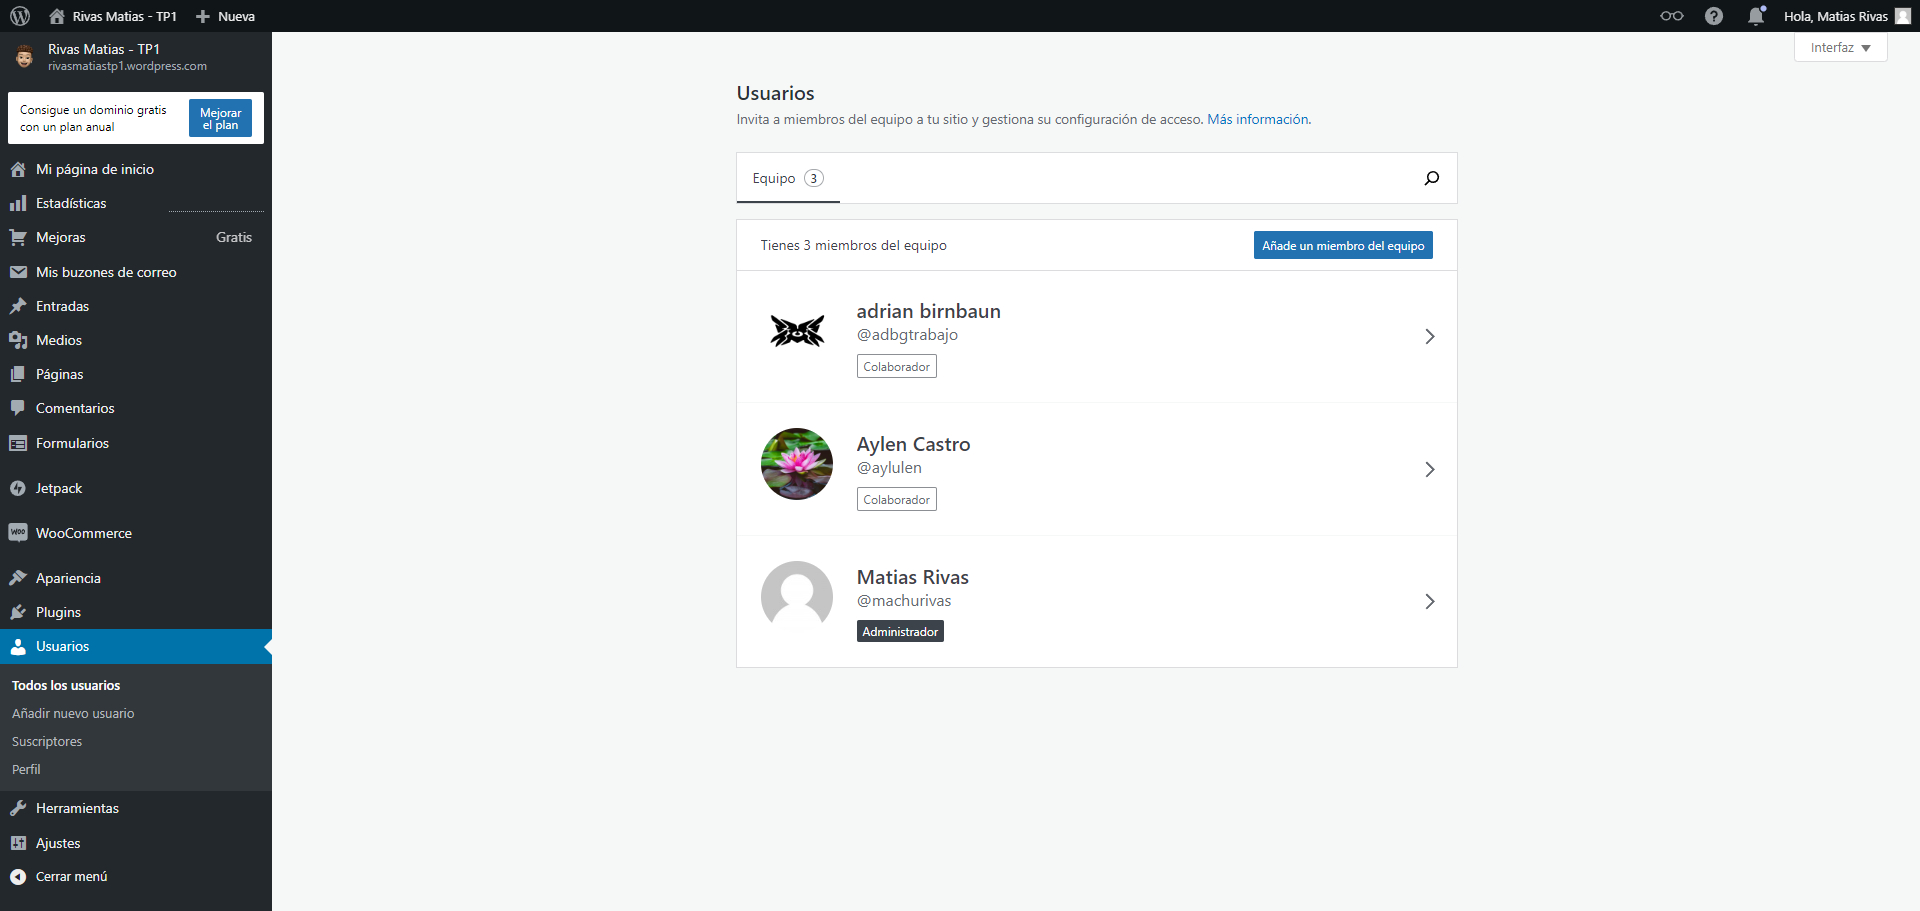 Rivas Matias - TP1
Nueva
Hola, Matias Rivas
Rivas Matias - TP1
rivasmatiastp1.wordpress.com
Consigue un dominio gratis
con un plan anual
Mejorar
el plan
Mi página de inicio
Estadísticas
Mejoras
Gratis
Mis buzones de correo
Entradas
Medios
Páginas
Comentarios
Formularios
Jetpack
WOO
WooCommerce
Apariencia
Plugins
Usuarios
Todos los usuarios
Añadir nuevo usuario
Suscriptores
Perfil
Herramientas
Ajustes
Cerrar menú
Interfaz
Usuarios
Invita a miembros del equipo a tu sitio y gestiona su configuración de acceso. Más información.
Equipo 3
Tienes 3 miembros del equipo
Añade un miembro del equipo
adrian birnbaun
@adbgtrabajo
Colaborador
Aylen Castro
@aylulen
Colaborador
Matias Rivas
@machurivas
Administrador